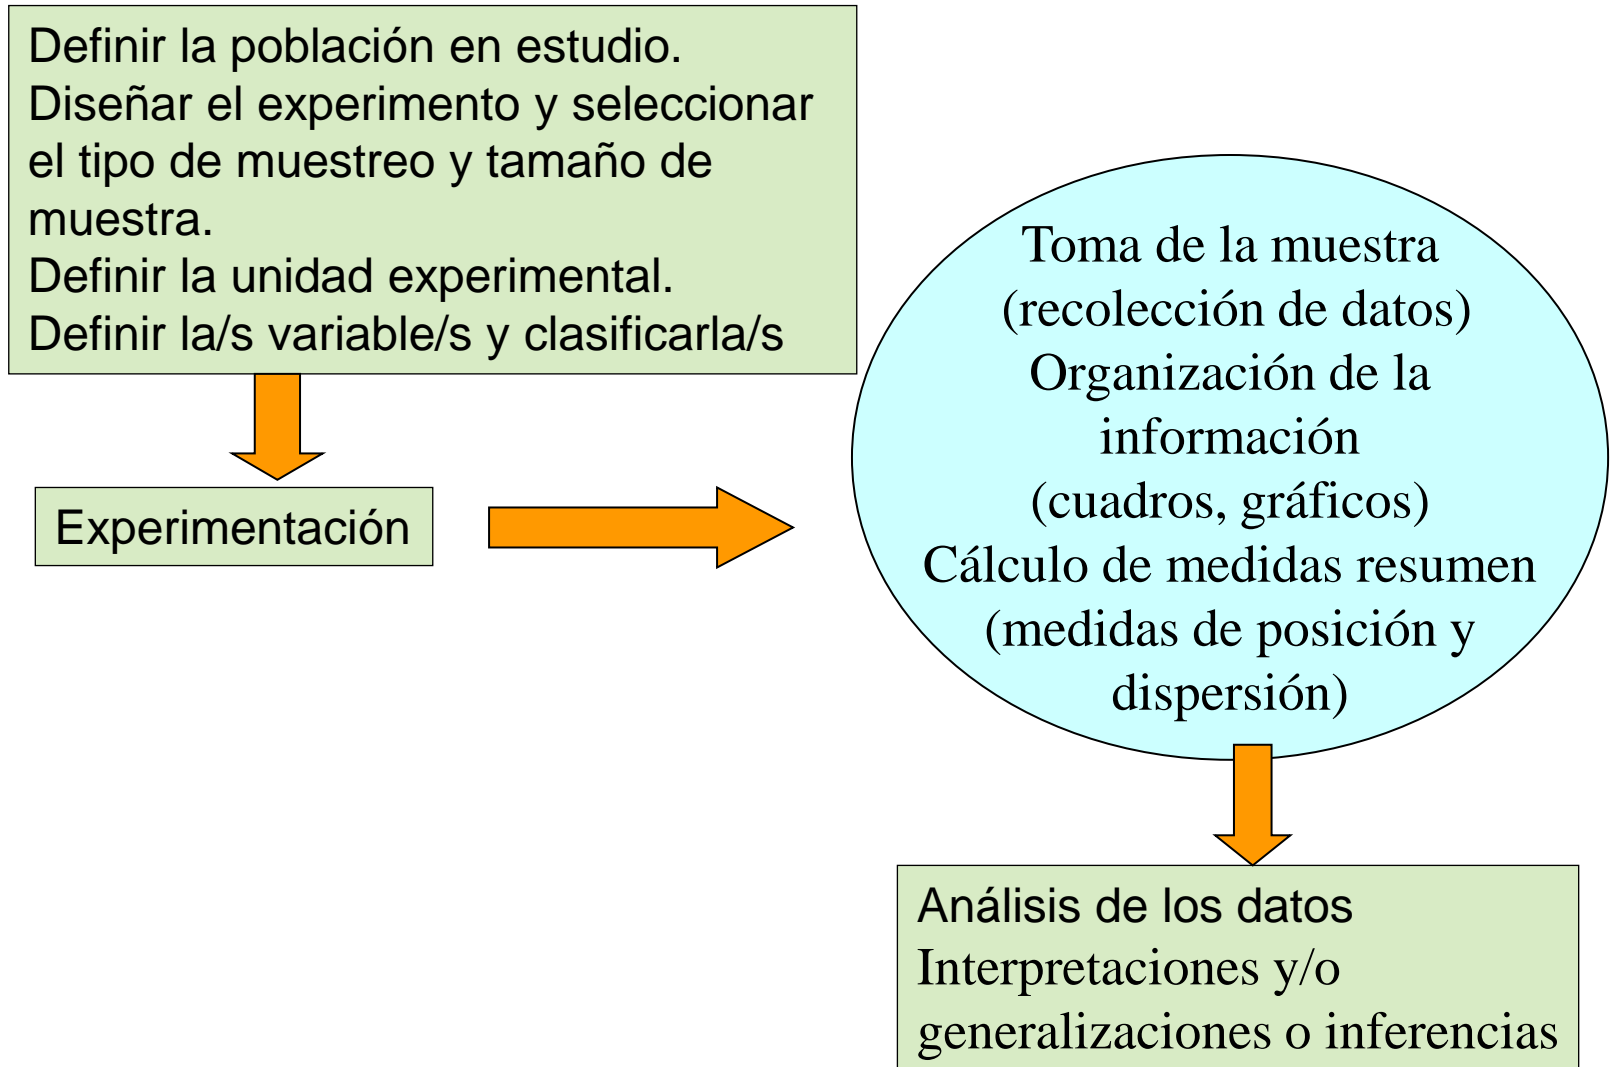 Definir la población en estudio.
Diseñar el experimento y seleccionar
el tipo de muestreo y tamaño de
muestra.
Definir la unidad experimental.
Definir la/s variable/s y clasificarla/s
Experimentación
Toma de la muestra
(recolección de datos)
Organización de la
información
(cuadros, gráficos)
Cálculo de medidas resumen
(medidas de posición y
dispersión)
Análisis de los datos
Interpretaciones y/o
generalizaciones o inferencias